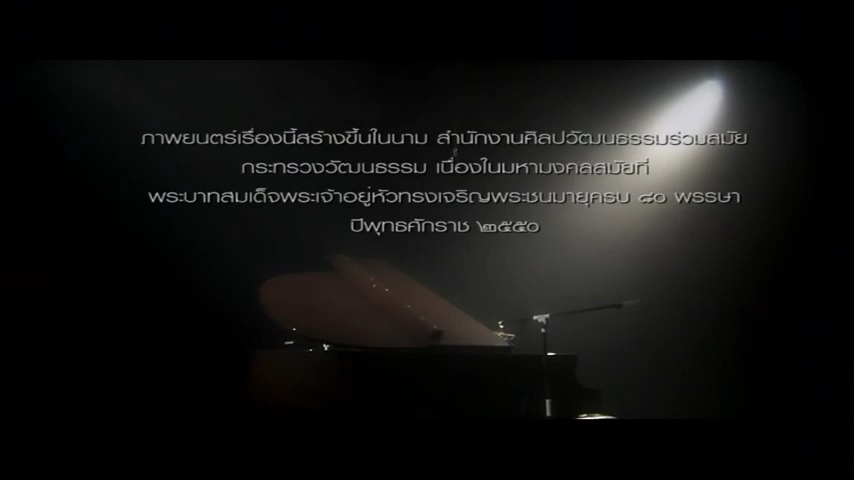 ภาพยนตร์เรื่องนี้สร้างขึ้นในนาม สำนักงานศิลปวัฒนธรรมร่วมสมัย
กระทรวงวัฒนธรรม เนื่องในมหามงคลสมัยที่
พระบาทสมเด็จพระเจ้าอยู่หัวทรงเจริญพระชนมายุครบ ๘๐ พรรษา
ปีพุทธศักราช ๒๕๕๐